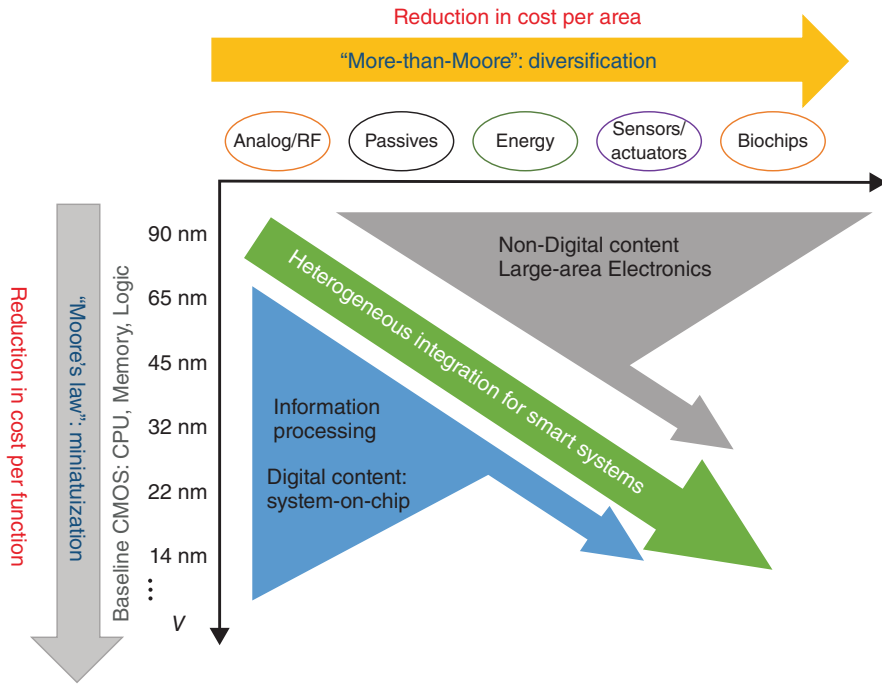 Reduction in cost per area
“More-than-Moore”: diversification
Analog/RF
Passives
Energy
Sensors/
actuators
Biochips
Reduction in cost per function
“Moore’s law”: miniatuization
Baseline CMOS: CPU, Memory, Logic
90 nm
65 nm
45 nm
32 nm
22 nm
14 nm
...
V
Non-Digital content
Large-area Electronics
Heterogeneous integration for smart systems
Information
processing
Digital content:
system-on-chip